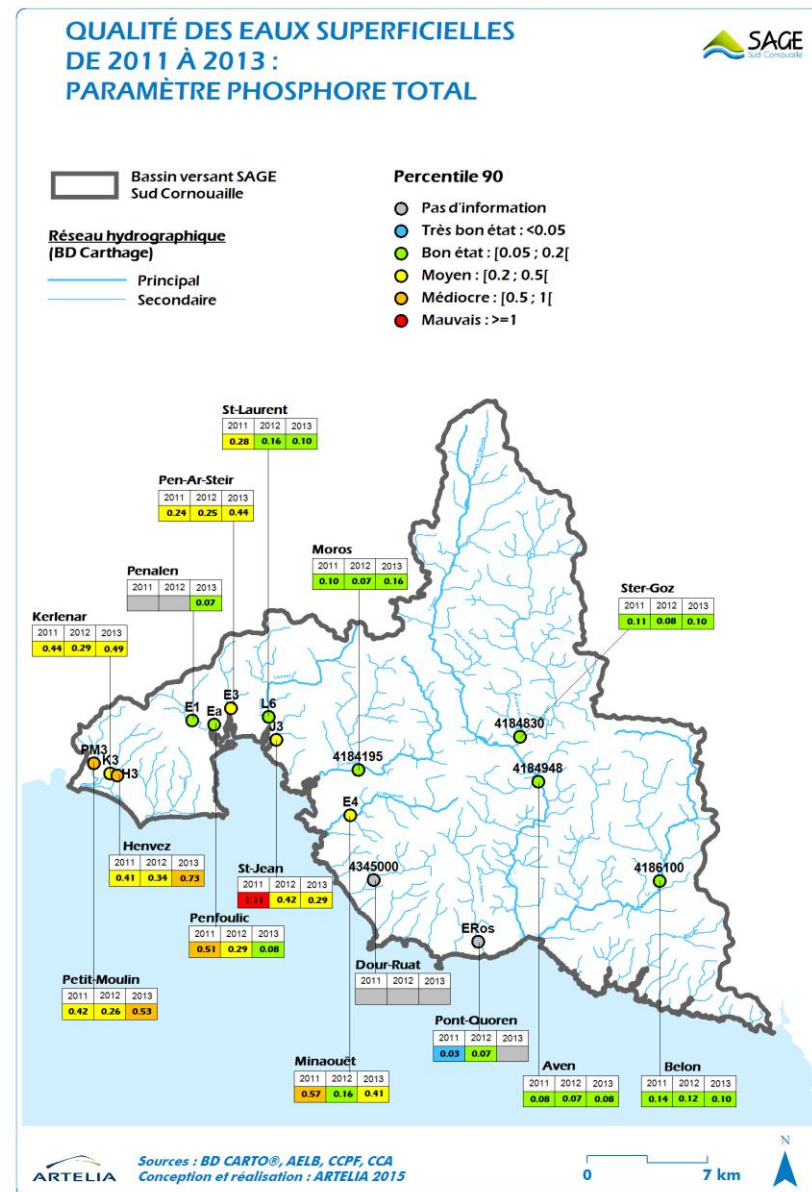 QUALITÉ DES EAUX SUPERFICIELLES
DE 2011 À 2013 :
PARAMÈTRE PHOSPHORE TOTAL
SAGE
Sud Cornouaille
Bassin versant SAGE
Sud Cornouaille
Réseau hydrographique
(BD Carthage)
Principal
Secondaire
Percentile 90
Pas d'information
Très bon état : <0.05
Bon état : [0.05 ; 0.2[
Moyen : [0.2 ; 0.5[
Médiocre : [0.5 ; 1[
Mauvais : >=1
St-Laurent
2011 2012 2013
0.28 0.16 0.10
Pen-Ar-Steir
2011 2012 2013
0.24 0.25 0.44
Moros
2011 2012 2013
0.10 0.07 0.16
Penalen
2011 2012 2013
0.07
Ster-Goz
2011 2012 2013
0.11 0.08 0.10
Kerlenar
2011 2012 2013
0.44 0.29 0.49
E1
Ea
E3
L6
J3
PM3
K3
H3
4184195
4184830
4184948
E4
4345000
4186100
ERos
Henvez
2011 2012 2013
0.41 0.34 0.73
St-Jean
2011 2012 2013
1.11 0.42 0.29
Penfoulic
2011 2012 2013
0.51 0.29 0.08
Dour-Ruat
2011 2012 2013
Petit-Moulin
2011 2012 2013
0.42 0.26 0.53
Pont-Quoren
2011 2012 2013
0.03 0.07
Minaouët
2011 2012 2013
0.57 0.16 0.41
Aven
2011 2012 2013
0.08 0.07 0.08
Belon
2011 2012 2013
0.14 0.12 0.10
ARTELIA
Sources : BD CARTO®, AELB, CCPF, CCA
Conception et réalisation : ARTELIA 2015
0 7 km
N